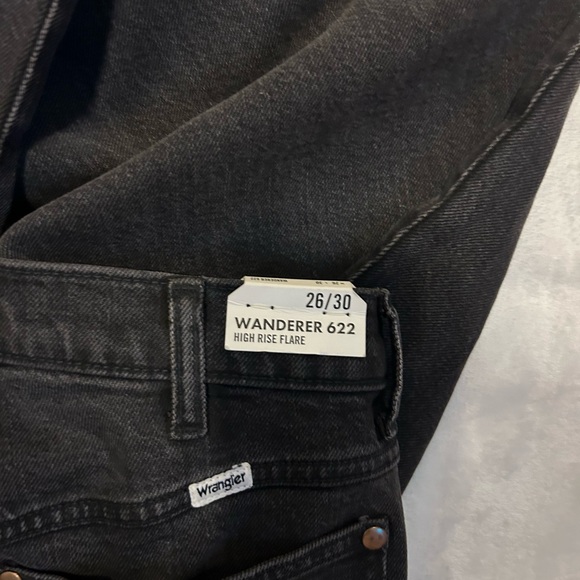 26/30
WANDERER 622
HIGH RISE FLARE
Wrangler